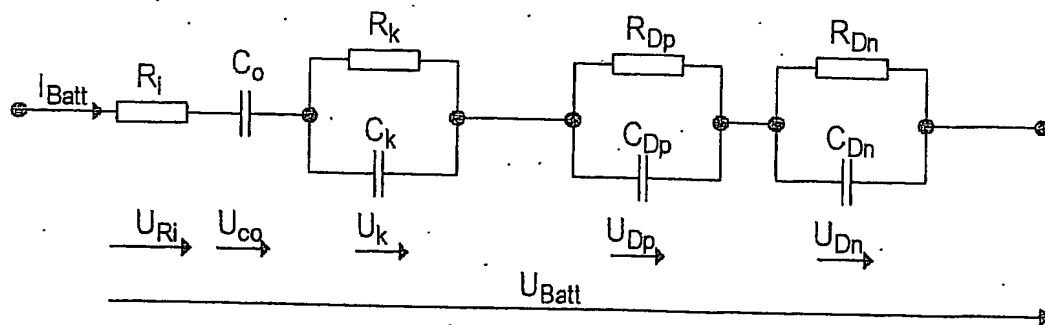 R_k R_Dp R_Dn
I_Batt R_i C_o
C_k C_Dp C_Dn
U_Ri U_co U_k U_Dp U_Dn
U_Batt